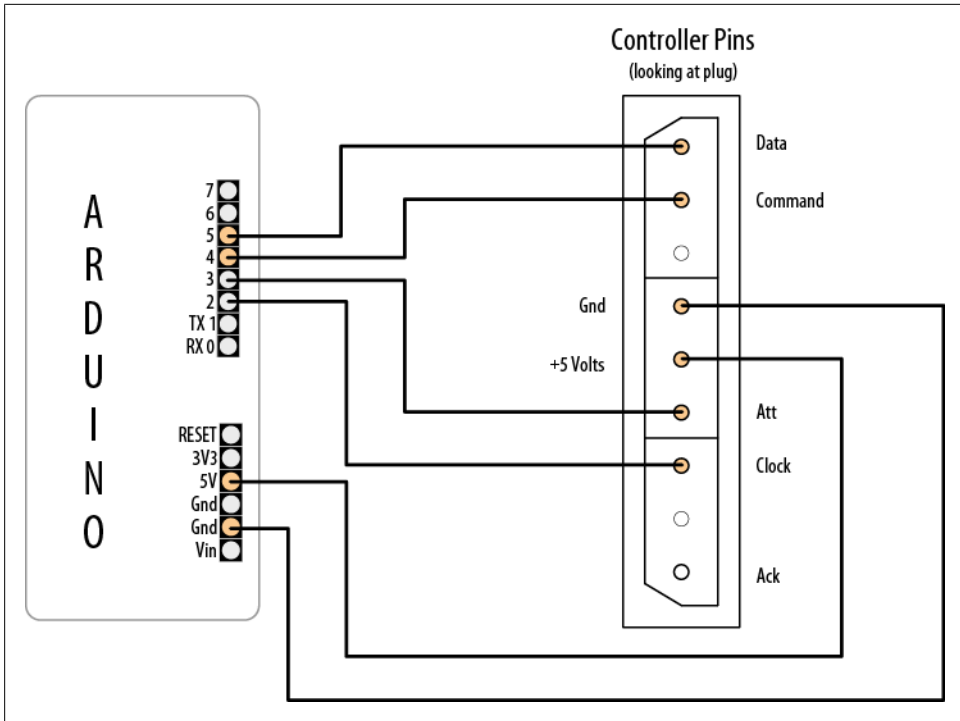 Controller Pins
(looking at plug)
ARDUINO
7
6
5
4
3
2
TX 1
RX 0
RESET
3V3
5V
Gnd
Gnd
Vin
Data
Command
Gnd
+5 Volts
Att
Clock
Ack